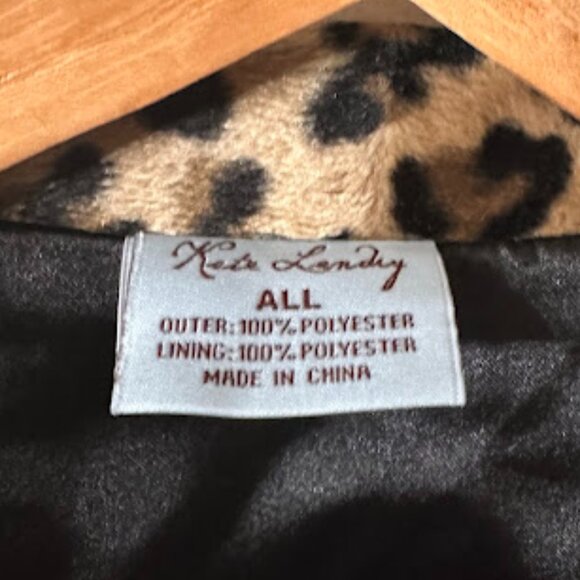 Kate Landry
ALL
OUTER: 100% POLYESTER
LINING: 100% POLYESTER
MADE IN CHINA